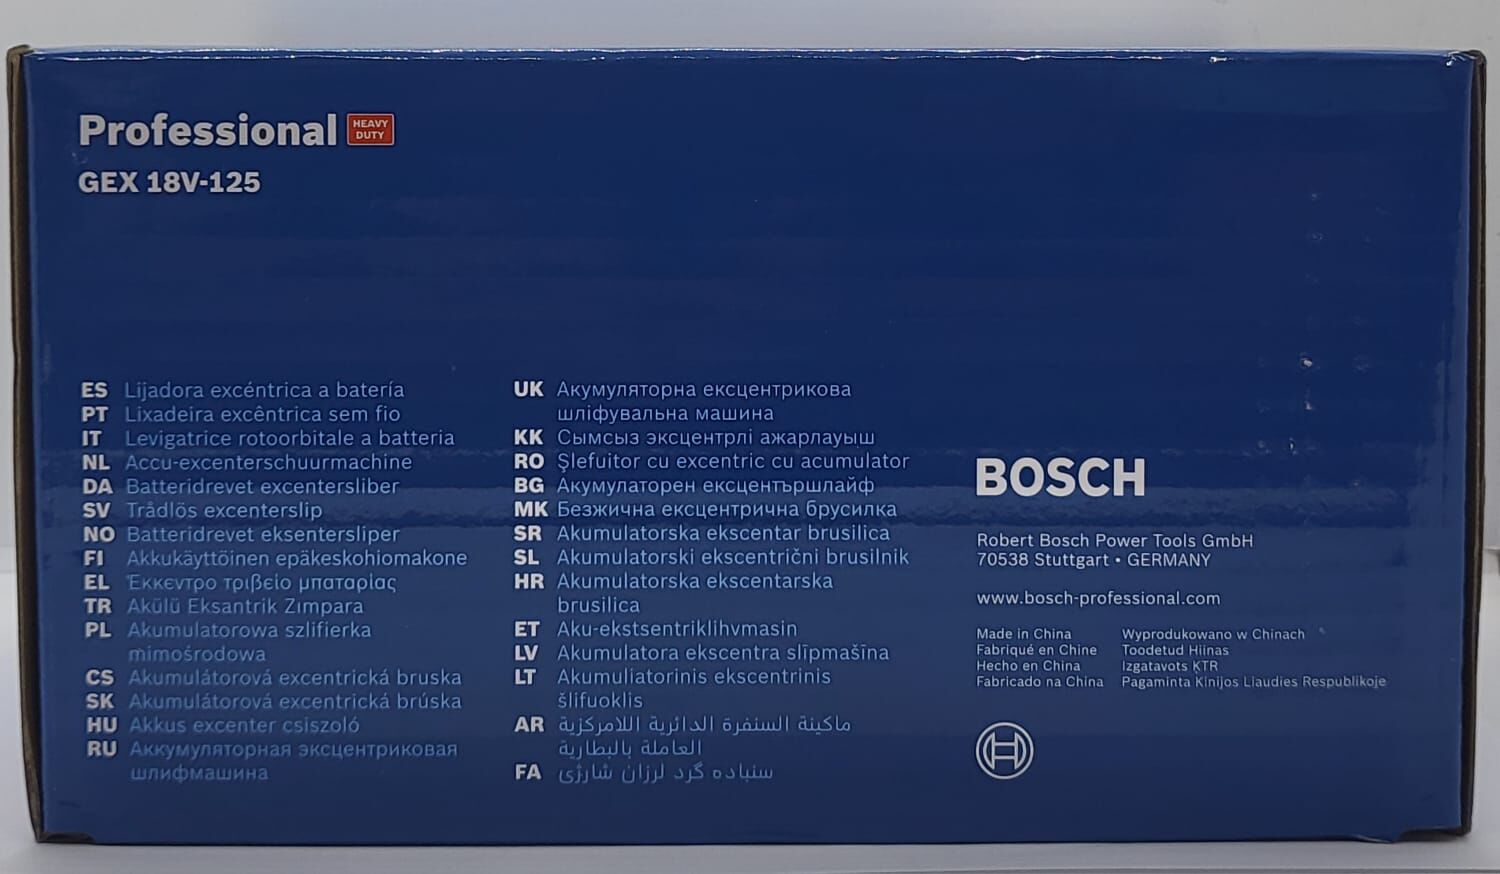 Professional HEAVY DUTY
GEX 18V-125
ES Lijadora excéntrica a batería
PT Lixadeira excêntrica sem fio
IT Levigatrice rotoorbitale a batteria
NL Accu-excenterschuurmachine
DA Batteridrevet excentersliber
SV Trådlös excenterslip
NO Batteridrevet eksentersliper
FI Akkukäyttöinen epäkeskohiomakone
EL Έκκεντρο τριβείο μπαταρίας
TR Akülü Eksantrik Zımpara
PL Akumulatorowa szlifierka
mimośrodowa
CS Akumulátorová excentrická bruska
SK Akumulátorová excentrická brúska
HU Akkus excenter csiszoló
RU Аккумуляторная эксцентриковая
шлифмашина
UK Акумуляторна ексцентрикова
шліфувальна машина
KK Сымсыз эксцентрлі ажарлауыш
RO Şlefuitor cu excentric cu acumulator
BG Акумулаторен ексцентършлайф
MK Безжична ексцентрична брусилка
SR Akumulatorska ekscentar brusilica
SL Akumulatorski ekscentrični brusilnik
HR Akumulatorska ekscentarska
brusilica
ET Aku-ekstsentriklihvmasin
LV Akumulatora ekscentra slīpmašīna
LT Akumuliatorinis ekscentrinis
šlifuoklis
AR ماكينة السنفرة الدائرية اللامركزية
العاملة بالبطارية
FA سنباده گرد لرزان شارژی
BOSCH
Robert Bosch Power Tools GmbH
70538 Stuttgart • GERMANY
www.bosch-professional.com
Made in China
Fabriqué en Chine
Hecho en China
Fabricado na China
Wyprodukowano w Chinach
Toodetud Hiinas
Izgatavots ĶTR
Pagaminta Kinijos Liaudies Respublikoje